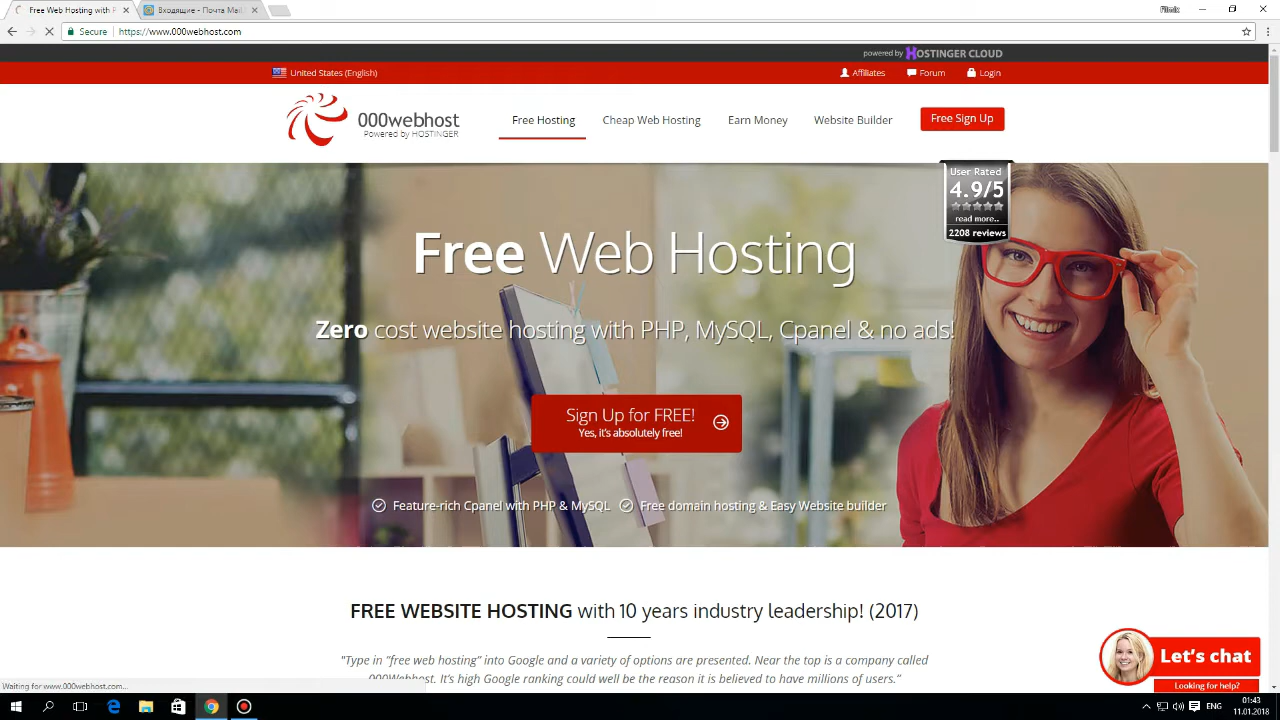 Free Web Hosting with P
Входящие - Почта Mail
Filmix
Secure https://www.000webhost.com
powered by HOSTINGER CLOUD
United States (English)
Affiliates Forum Login
000webhost
Powered by HOSTINGER
Free Hosting Cheap Web Hosting Earn Money Website Builder Free Sign Up
User Rated
4.9/5
read more..
2208 reviews
Free Web Hosting
Zero cost website hosting with PHP, MySQL, Cpanel & no ads!
Sign Up for FREE!
Yes, it's absolutely free!
Feature-rich Cpanel with PHP & MySQL Free domain hosting & Easy Website builder
FREE WEBSITE HOSTING with 10 years industry leadership! (2017)
"Type in "free web hosting" into Google and a variety of options are presented. Near the top is a company called
000Webhost. It's high Google ranking could well be the reason it is believed to have millions of users."
Let's chat
Looking for help?
Waiting for www.000webhost.com...
ENG
01:43
11.01.2018